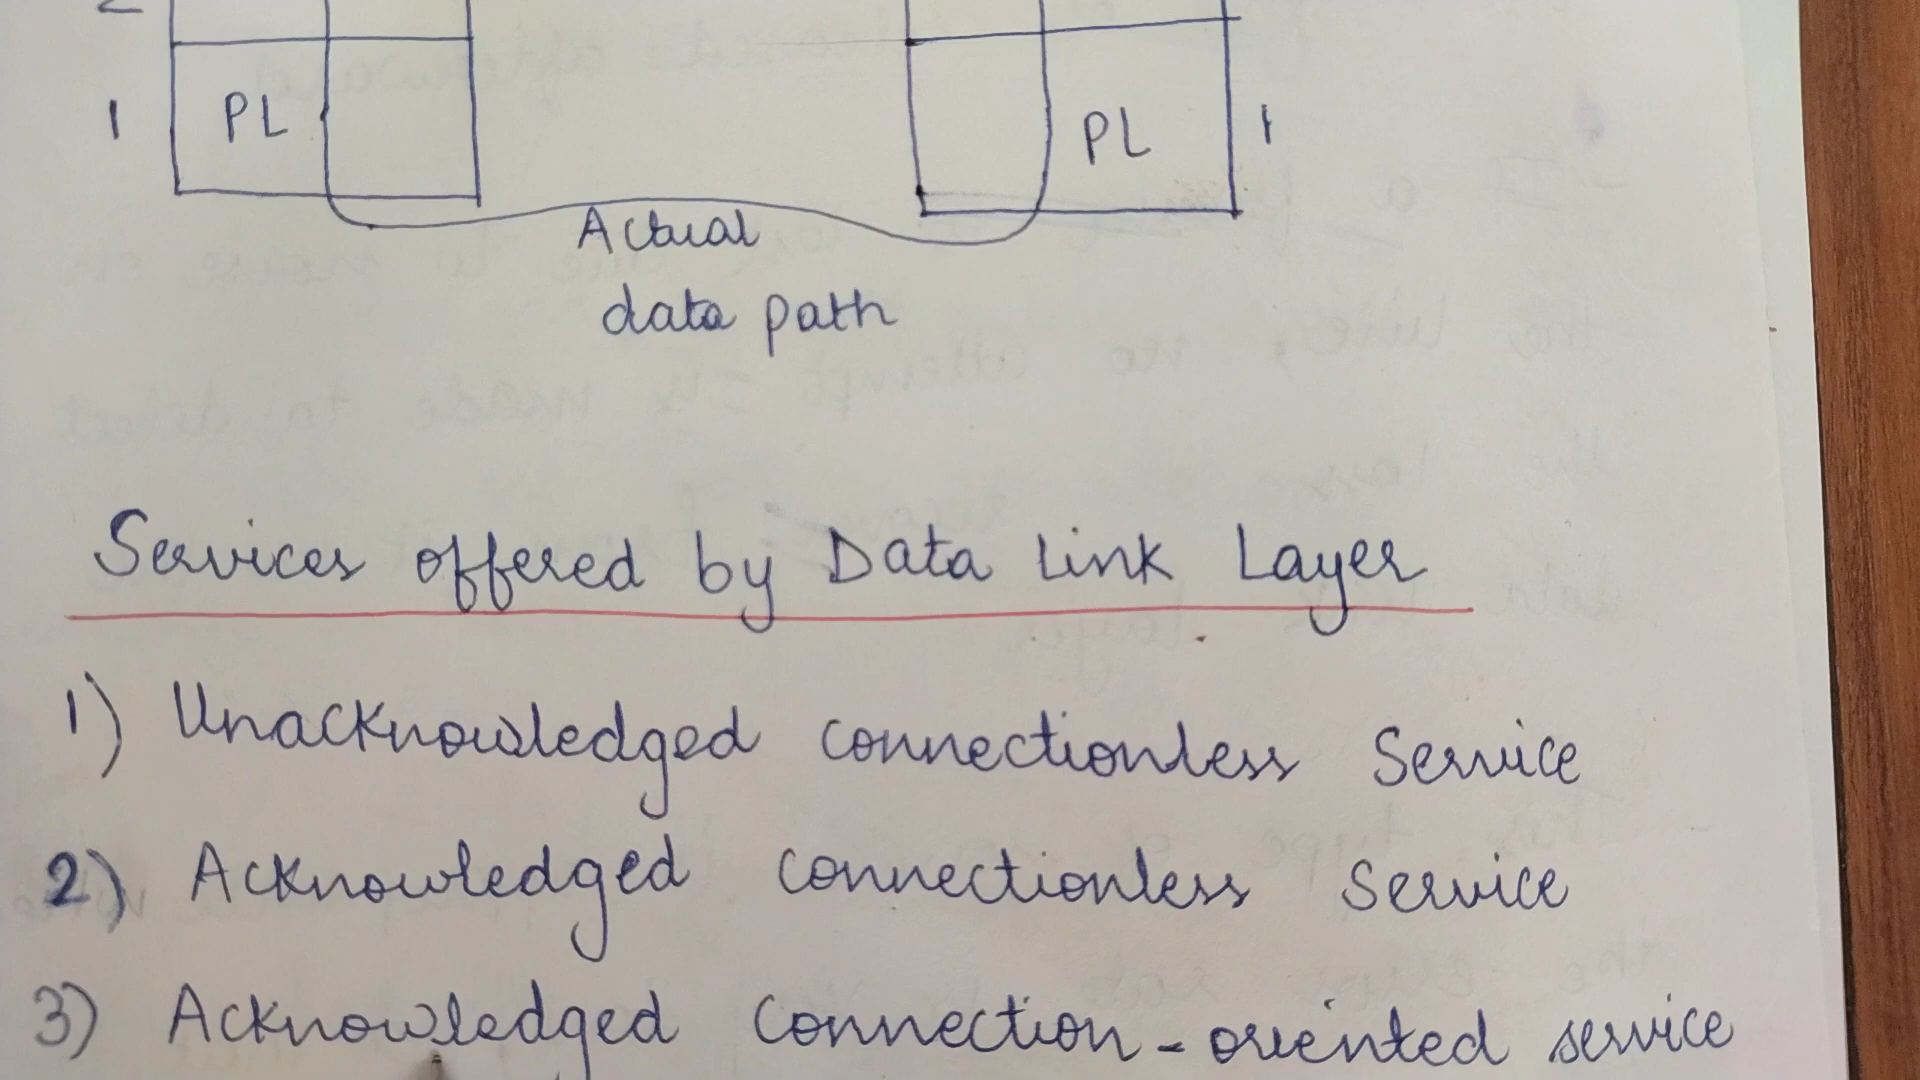 1 PL PL 1
Actual
data path
Services offered by Data Link Layer
1) Unacknowledged connectionless Service
2) Acknowledged connectionless Service
3) Acknowledged Connection-oriented service